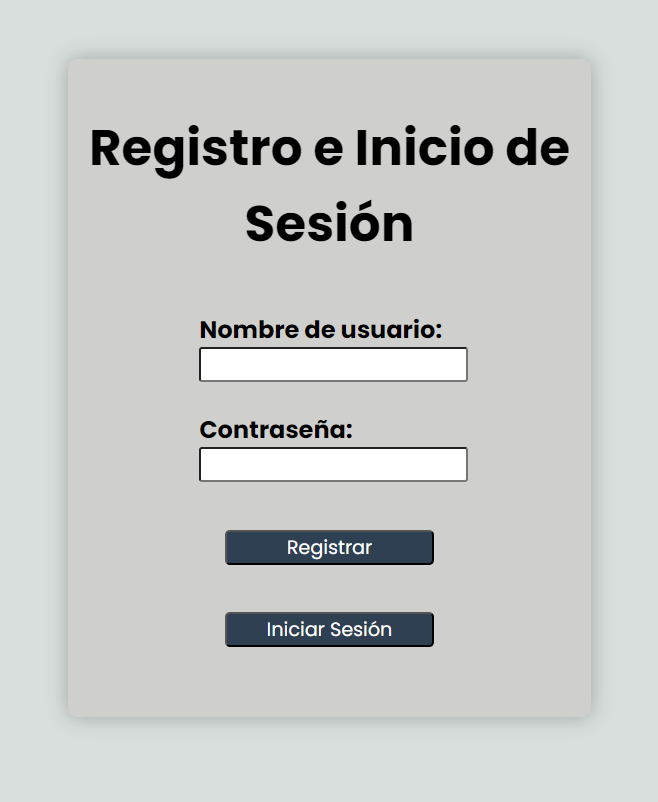 Registro e Inicio de
Sesión
Nombre de usuario:
Contraseña:
Registrar
Iniciar Sesión